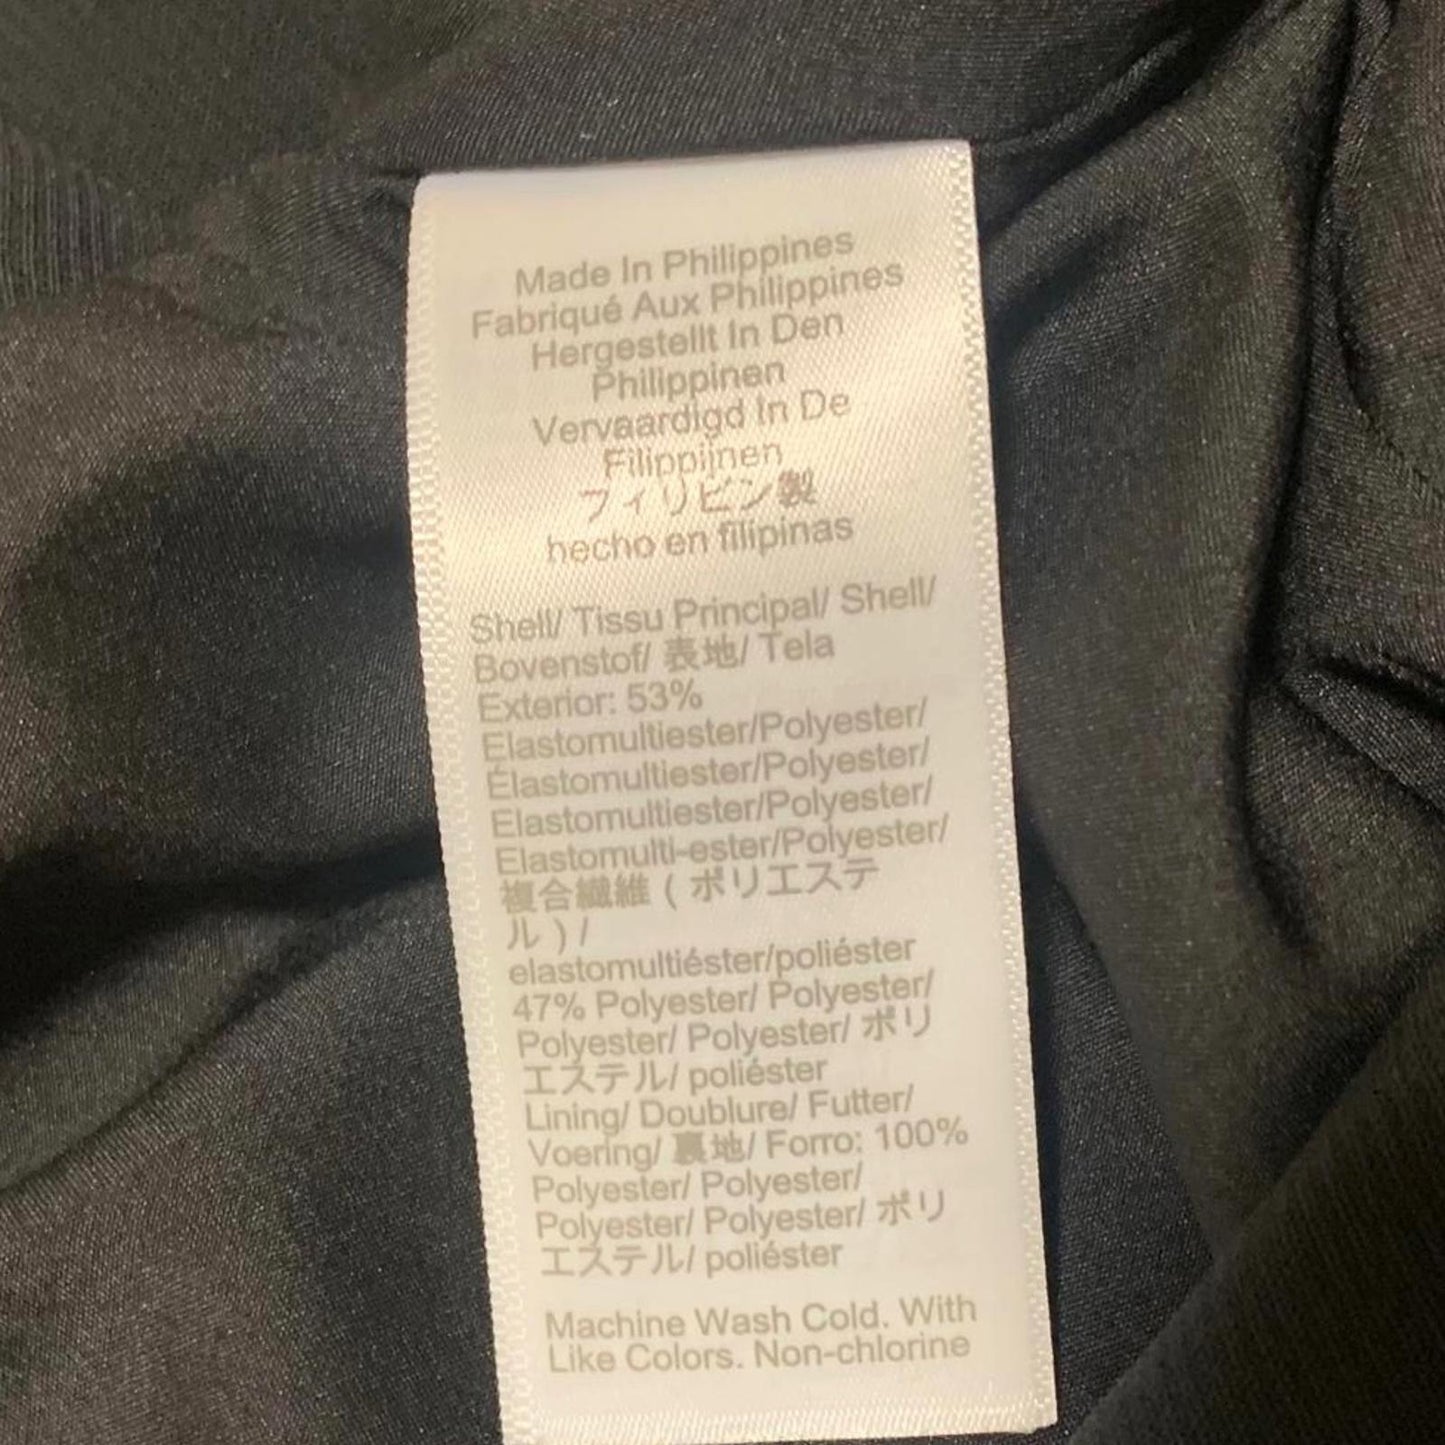 Made In Philippines
Fabriqué Aux Philippines
Hergestellt In Den
Philippinen
Vervaardigd In De
Filippijnen
フィリピン製
hecho en filipinas
Shell/ Tissu Principal/ Shell/
Bovenstof/ 表地/ Tela
Exterior: 53%
Elastomultiester/Polyester/
Élastomultiester/Polyester/
Elastomultiester/Polyester/
Elastomulti-ester/Polyester/
複合繊維 ( ポリエステ
ル ) /
elastomultiéster/poliéster
47% Polyester/ Polyester/
Polyester/ Polyester/ ポリ
エステル/ poliéster
Lining/ Doublure/ Futter/
Voering/ 裏地/ Forro: 100%
Polyester/ Polyester/
Polyester/ Polyester/ ポリ
エステル/ poliéster
Machine Wash Cold. With
Like Colors. Non-chlorine